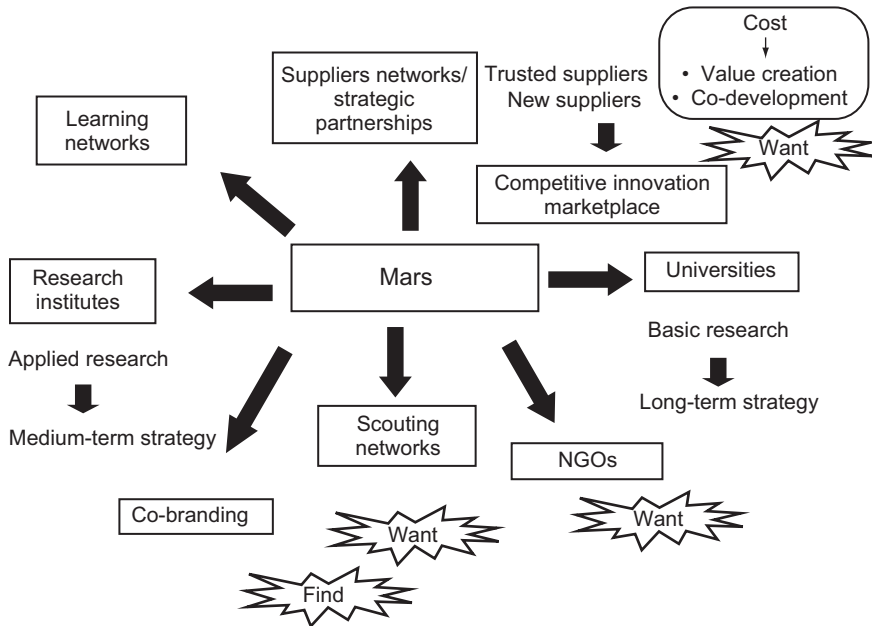 Cost
• Value creation
• Co-development
Want
Suppliers networks/
strategic
partnerships
Trusted suppliers
New suppliers
Learning
networks
Competitive innovation
marketplace
Mars
Research
institutes
Universities
Applied research
Medium-term strategy
Basic research
Long-term strategy
Scouting
networks
NGOs
Co-branding
Want
Want
Find